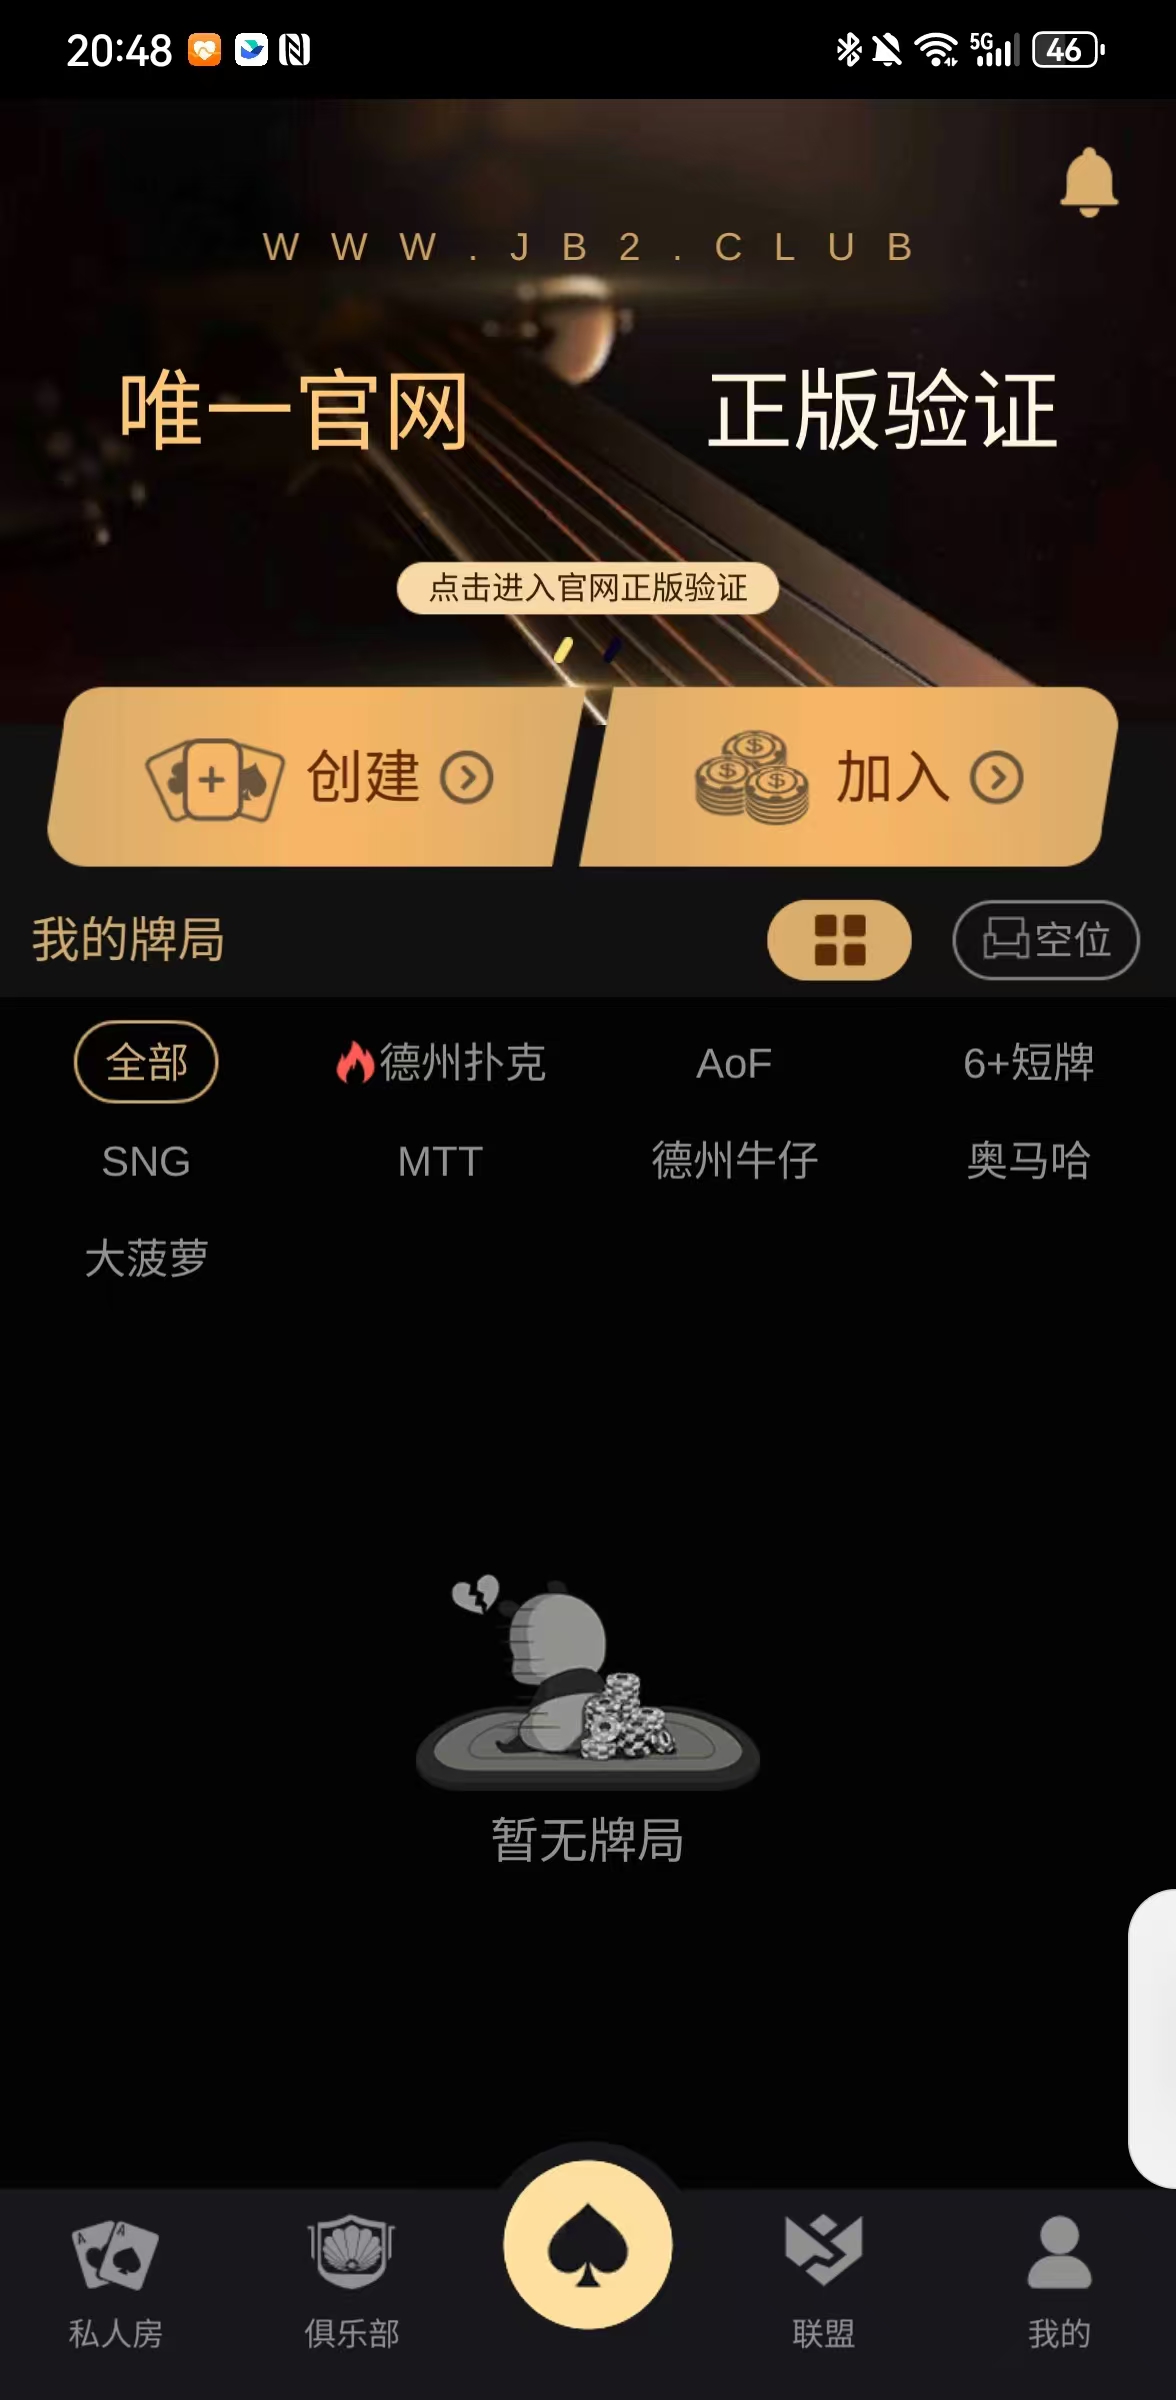 20:48
5G
46
WWW.JB2.CLUB
唯一官网 正版验证
点击进入官网正版验证
创建 加入
我的牌局 空位
全部 德州扑克 AoF 6+短牌
SNG MTT 德州牛仔 奥马哈
大菠萝
暂无牌局
私人房 俱乐部 联盟 我的